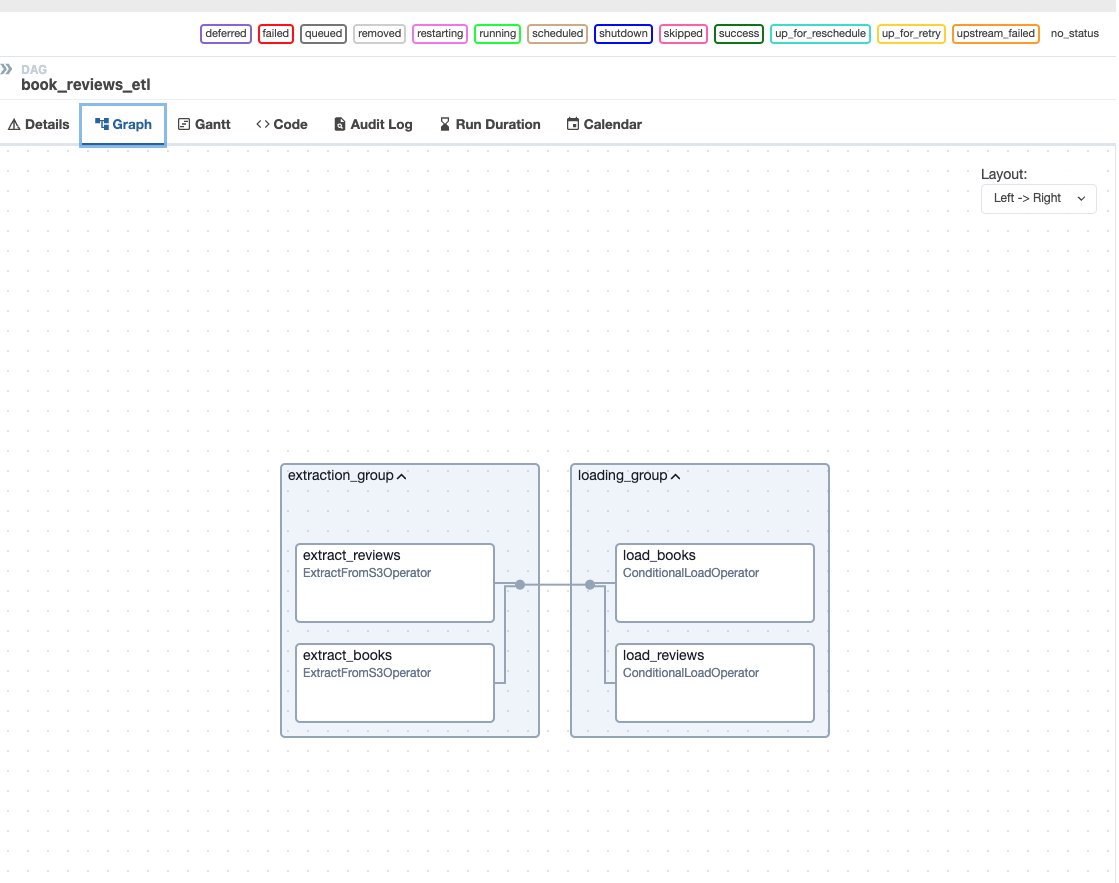 deferred failed queued removed restarting running scheduled shutdown skipped success up_for_reschedule up_for_retry upstream_failed no_status
DAG
book_reviews_etl
Details Graph Gantt Code Audit Log Run Duration Calendar
Layout:
Left -> Right
extraction_group
extract_reviews
ExtractFromS3Operator
extract_books
ExtractFromS3Operator
loading_group
load_books
ConditionalLoadOperator
load_reviews
ConditionalLoadOperator